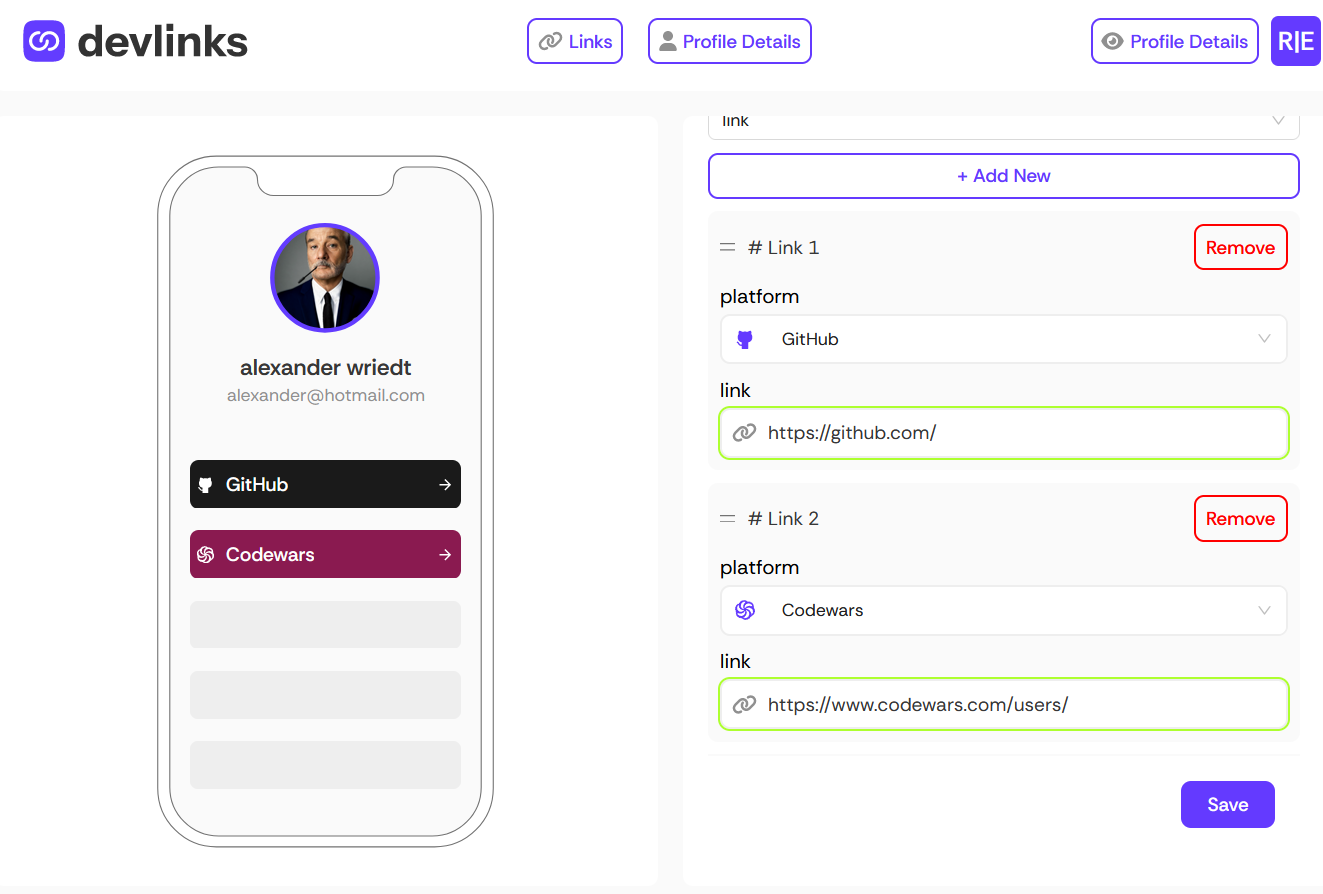 devlinks
Links
Profile Details
Profile Details
R|E
alexander wriedt
alexander@hotmail.com
GitHub
Codewars
link
+ Add New
# Link 1
Remove
platform
GitHub
link
https://github.com/
# Link 2
Remove
platform
Codewars
link
https://www.codewars.com/users/
Save